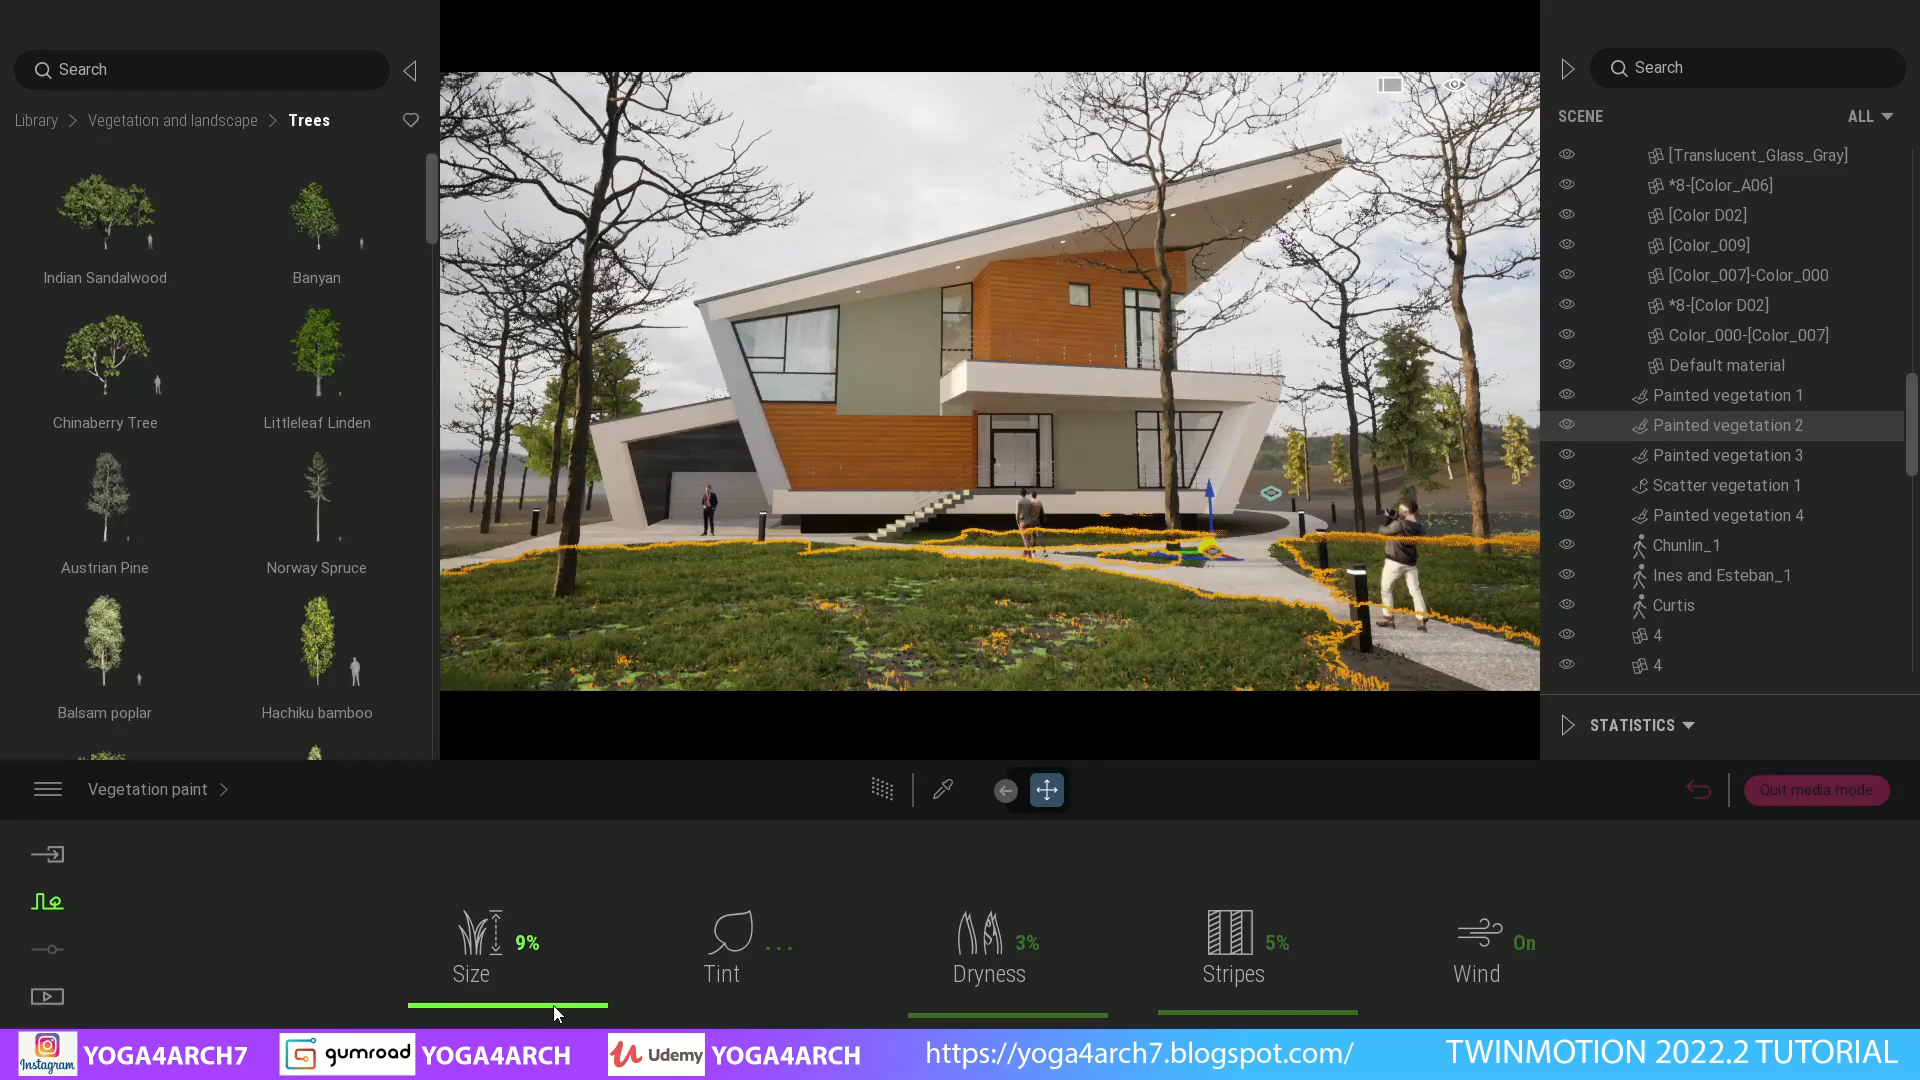 Search
Library
Vegetation and landscape
Trees
Indian Sandalwood
Banyan
Chinaberry Tree
Littleleaf Linden
Austrian Pine
Norway Spruce
Balsam poplar
Hachiku bamboo
Search
SCENE
ALL
[Translucent_Glass_Gray]
*8-[Color_A06]
[Color D02]
[Color_009]
[Color_007]-Color_000
*8-[Color D02]
Color_000-[Color_007]
Default material
Painted vegetation 1
Painted vegetation 2
Painted vegetation 3
Scatter vegetation 1
Painted vegetation 4
Chunlin_1
Ines and Esteban_1
Curtis
4
4
STATISTICS
Vegetation paint
Quit media mode
9%
Size
...
Tint
3%
Dryness
5%
Stripes
On
Wind
Instagram
YOGA4ARCH7
gumroad
YOGA4ARCH
Udemy
YOGA4ARCH
https://yoga4arch7.blogspot.com/
TWINMOTION 2022.2 TUTORIAL